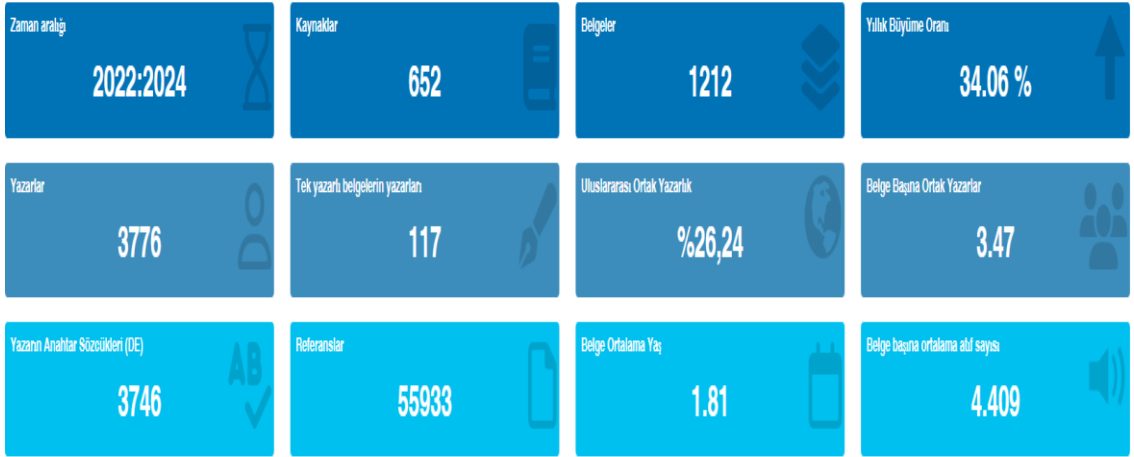 Zaman aralığı
2022:2024
Kaynaklar
652
Belgeler
1212
Yıllık Büyüme Oranı
34.06 %
Yazarlar
3776
Tek yazarlı belgelerin yazarları
117
Uluslararası Ortak Yazarlık
%26,24
Belge Başına Ortak Yazarlar
3.47
Yazarın Anahtar Sözcükleri (DE)
3746
AB
Referanslar
55933
Belge Ortalama Yaş
1.81
Belge başına ortalama atıf sayısı
4.409